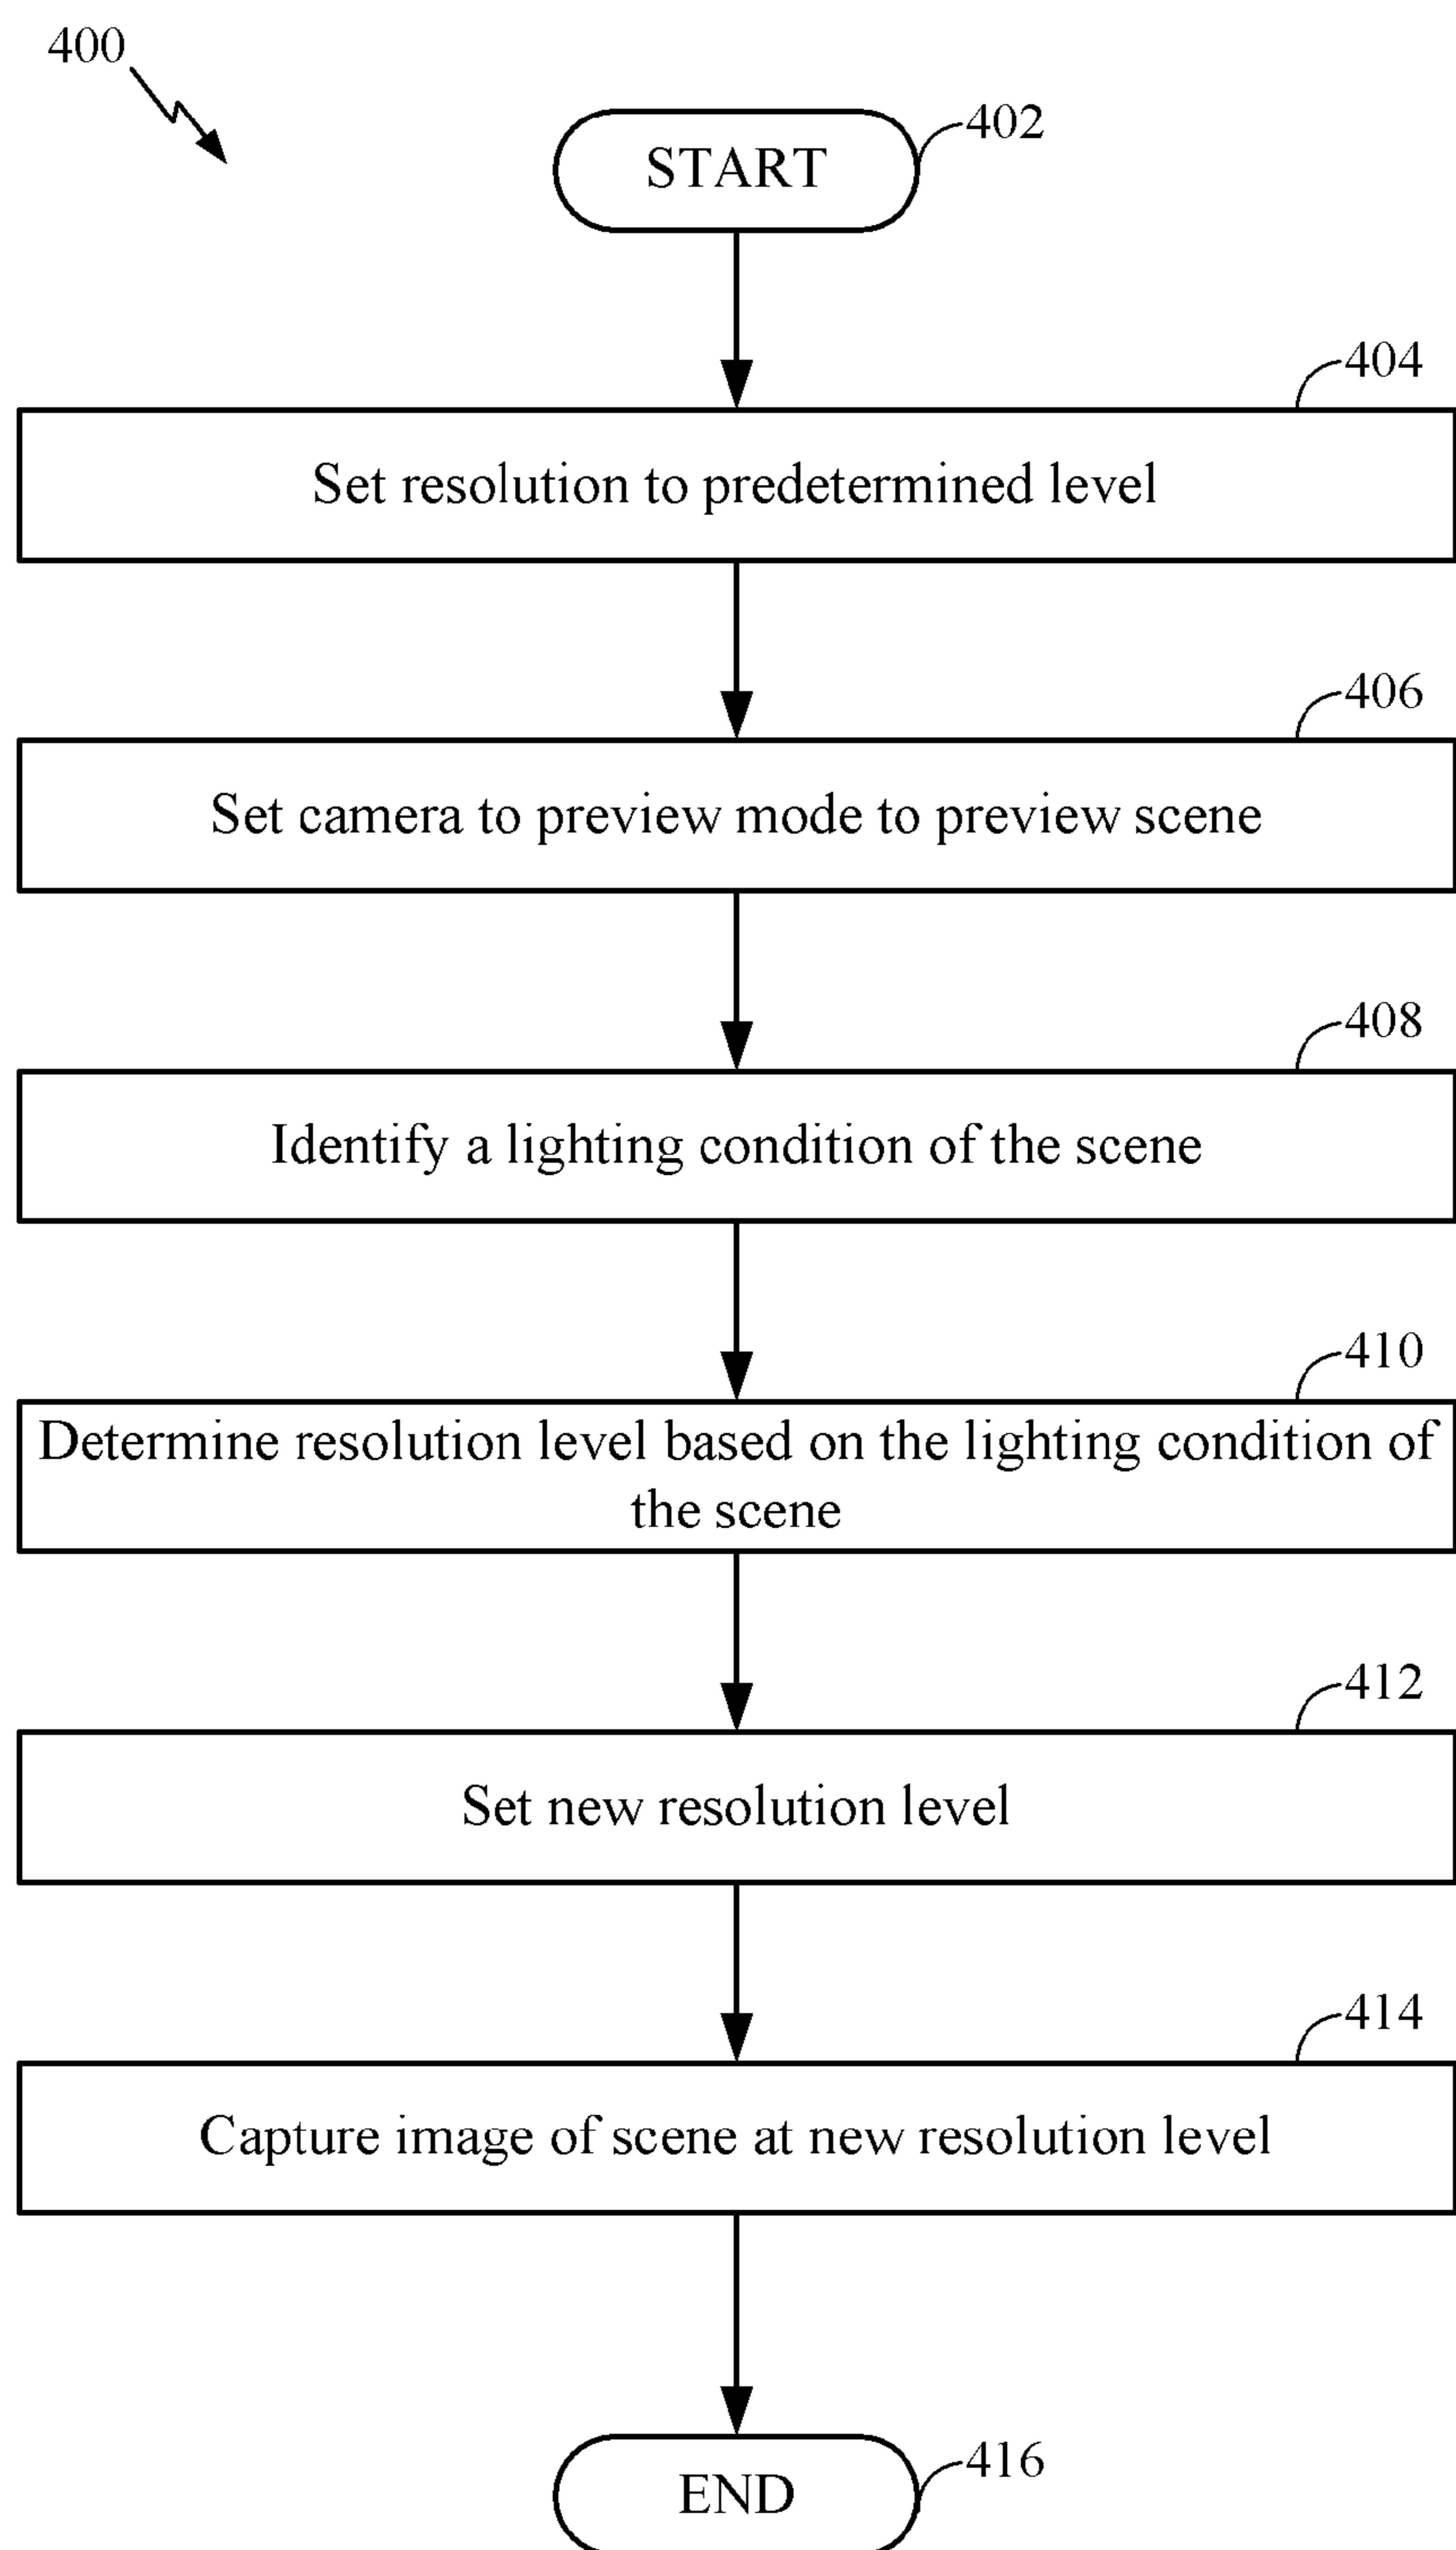 400
402
START
404
Set resolution to predetermined level
406
Set camera to preview mode to preview scene
408
Identify a lighting condition of the scene
410
Determine resolution level based on the lighting condition of
the scene
412
Set new resolution level
414
Capture image of scene at new resolution level
416
END